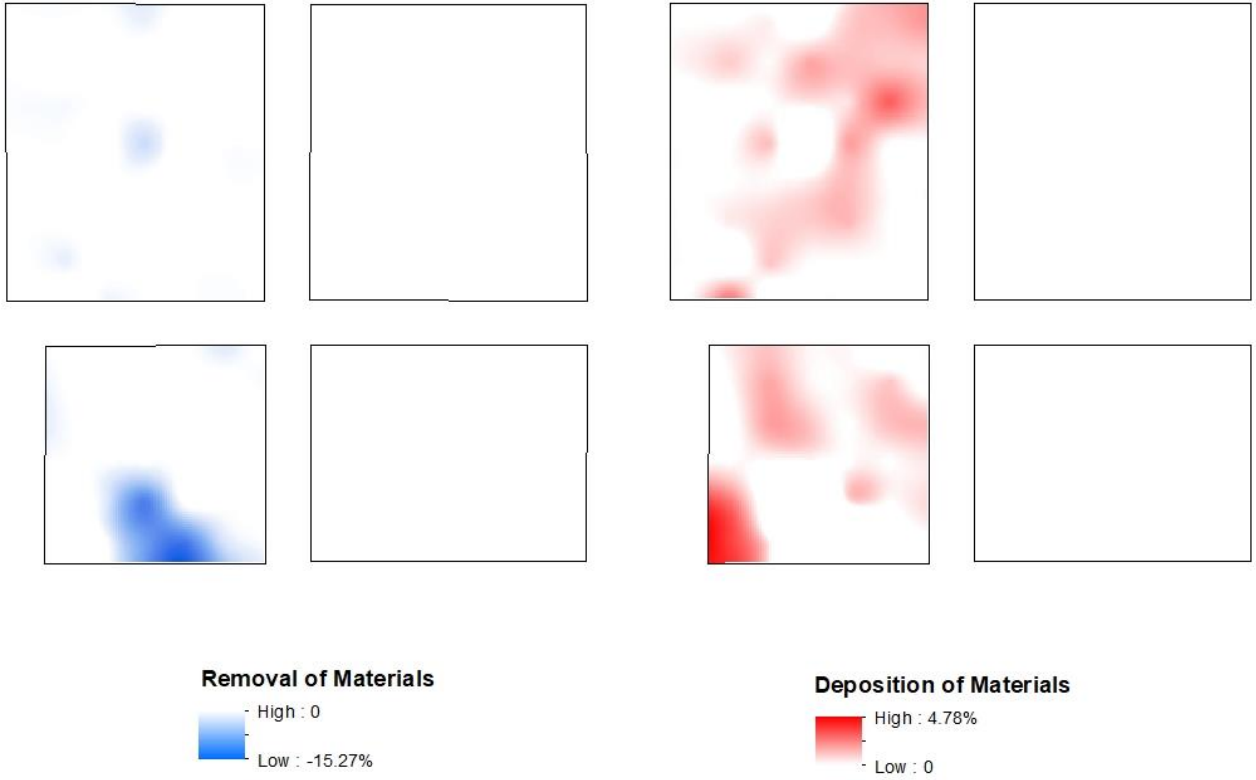 Removal of Materials
High : 0
Low : -15.27%
Deposition of Materials
High : 4.78%
Low : 0